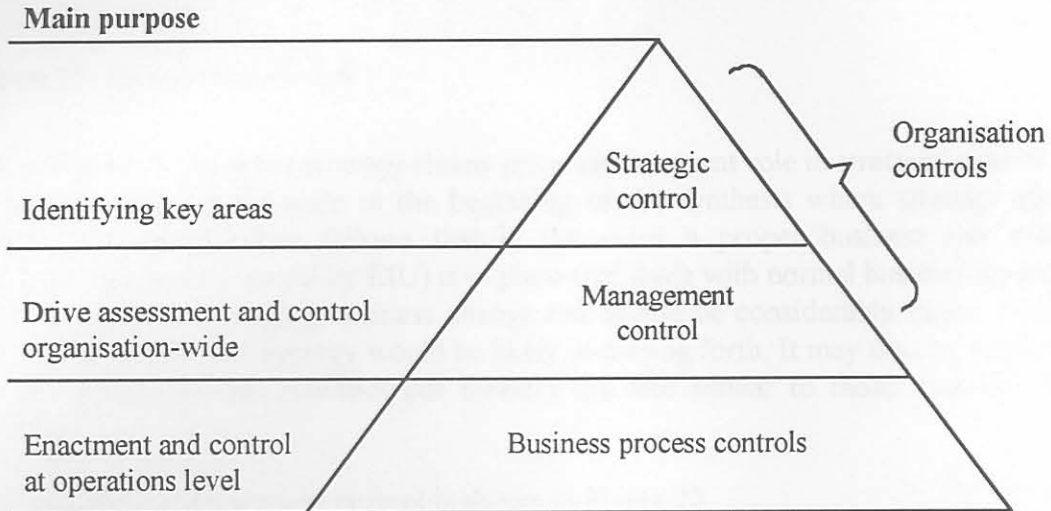 Main purpose
Strategic
control
Organisation
controls
Identifying key areas
Management
control
Drive assessment and control
organisation-wide
Business process controls
Enactment and control
at operations level